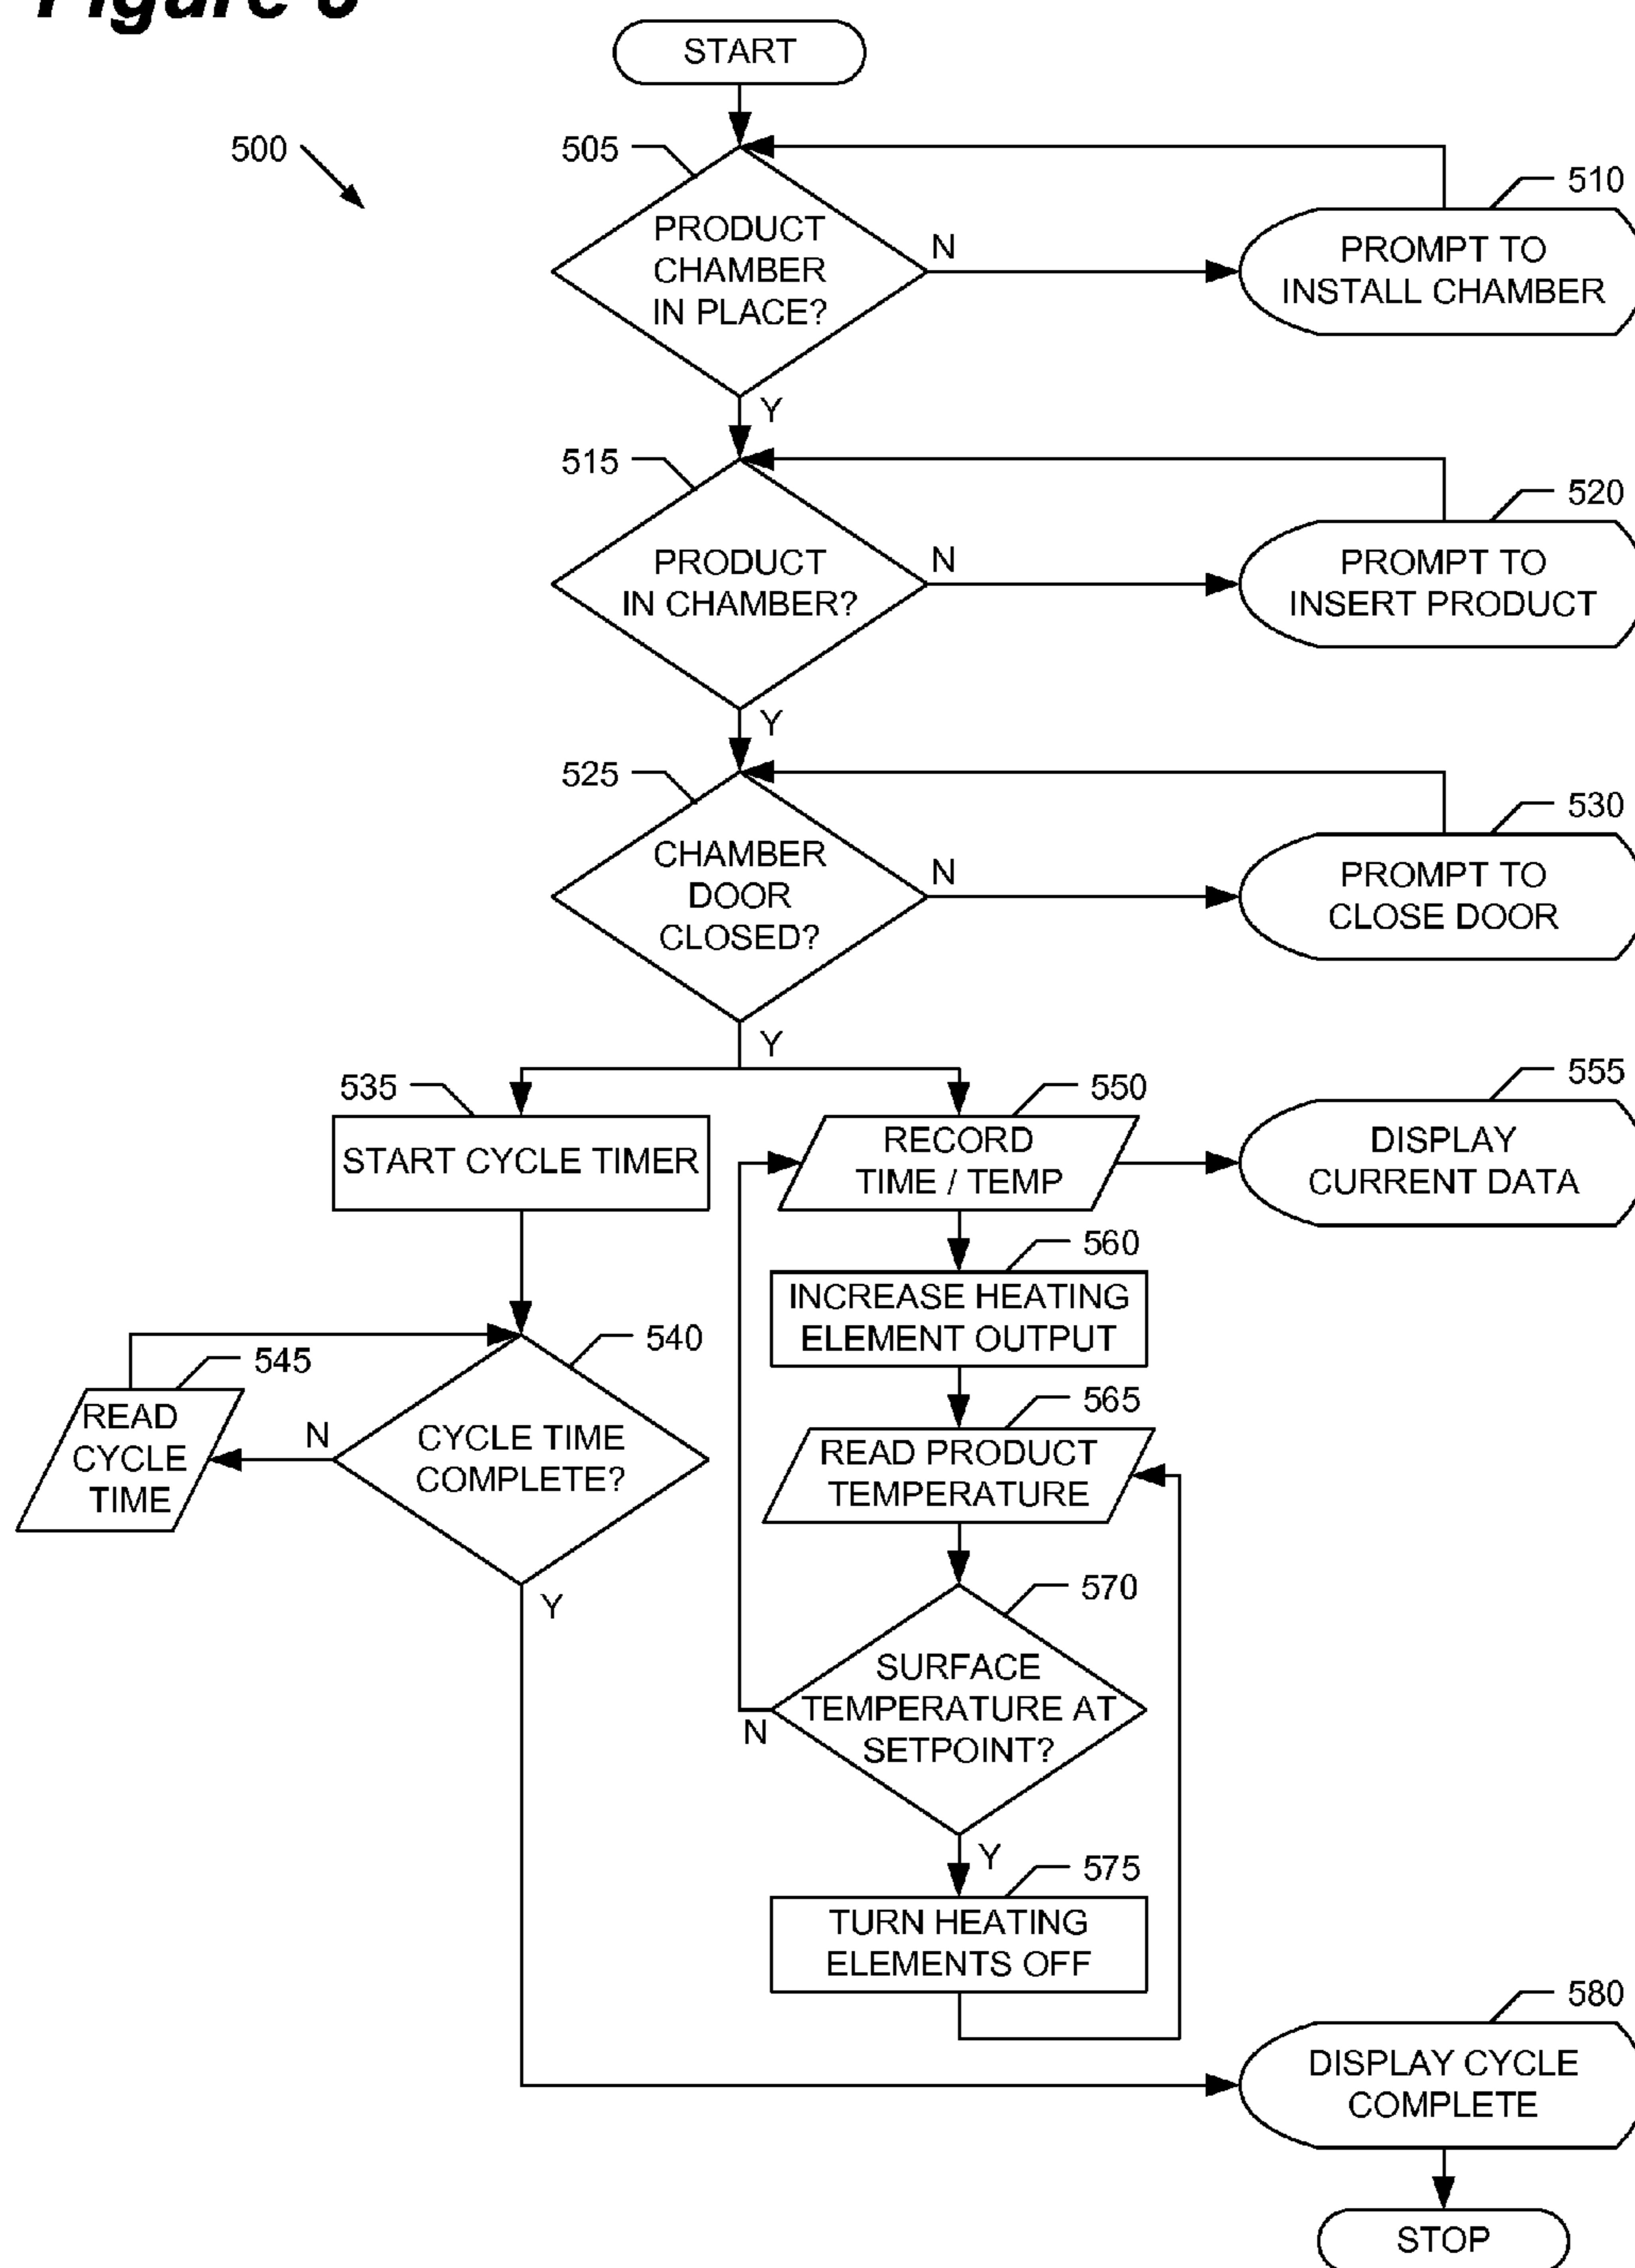 START
500
505
510
PRODUCT
CHAMBER
IN PLACE?
N
PROMPT TO
INSTALL CHAMBER
Y
515
520
PRODUCT
IN CHAMBER?
N
PROMPT TO
INSERT PRODUCT
Y
525
530
CHAMBER
DOOR
CLOSED?
N
PROMPT TO
CLOSE DOOR
Y
535
550
555
START CYCLE TIMER
RECORD
TIME / TEMP
DISPLAY
CURRENT DATA
560
INCREASE HEATING
ELEMENT OUTPUT
540
545
READ
CYCLE
TIME
N
CYCLE TIME
COMPLETE?
Y
565
READ PRODUCT
TEMPERATURE
570
SURFACE
TEMPERATURE AT
SETPOINT?
N
Y
575
TURN HEATING
ELEMENTS OFF
580
DISPLAY CYCLE
COMPLETE
STOP